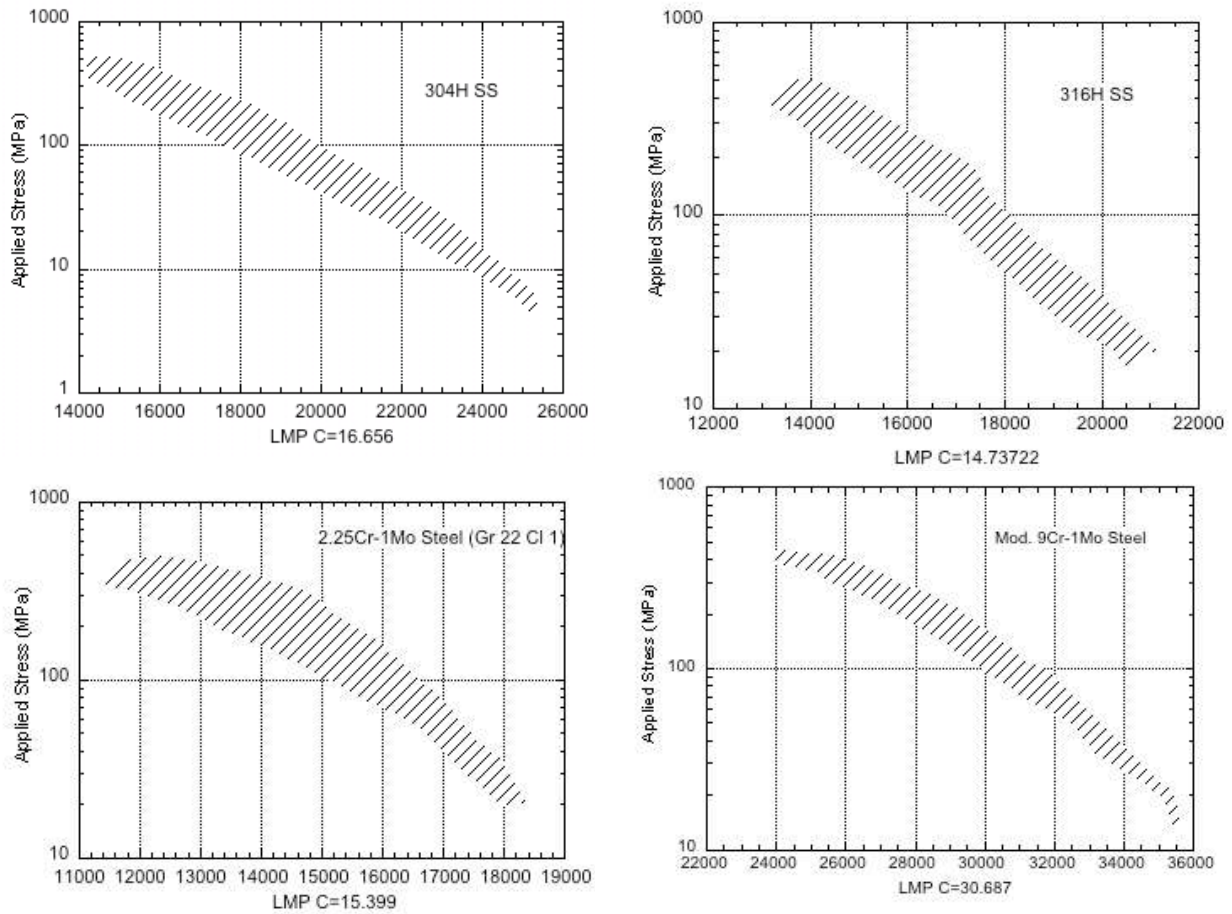 1000
304H SS
100
Applied Stress (MPa)
10
1
14000 16000 18000 20000 22000 24000 26000
LMP C=16.656
1000
316H SS
Applied Stress (MPa)
100
10
12000 14000 16000 18000 20000 22000
LMP C=14.73722
1000
2.25Cr-1Mo Steel (Gr 22 Cl 1)
Applied Stress (MPa)
100
10
11000 12000 13000 14000 15000 16000 17000 18000 19000
LMP C=15.399
1000
Mod. 9Cr-1Mo Steel
Applied Stress (MPa)
100
10
22000 24000 26000 28000 30000 32000 34000 36000
LMP C=30.687